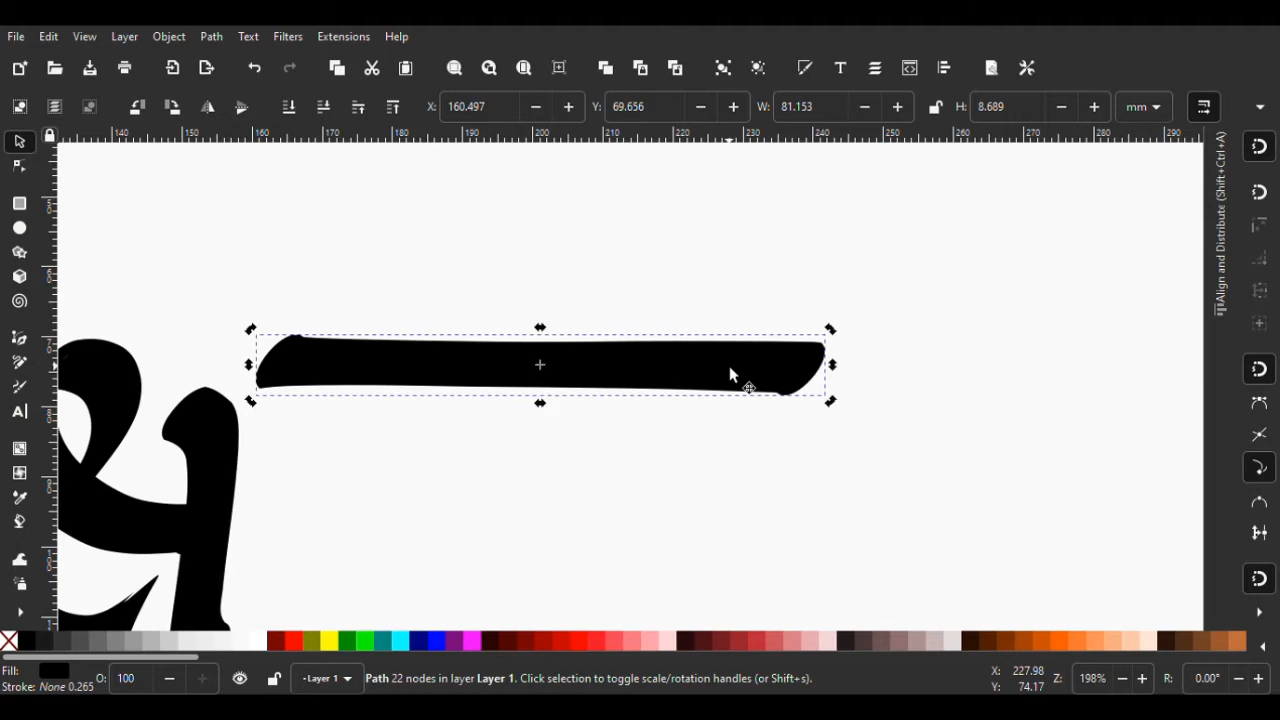 File Edit View Layer Object Path Text Filters Extensions Help
X: 160.497 Y: 69.656 W: 81.153 H: 8.689 mm
140 150 160 170 180 190 200 210 220 230 240 250 260 270 280 290
Align and Distribute (Shift+Ctrl+A)
Fill: O: 100 Layer 1 Path 22 nodes in layer Layer 1. Click selection to toggle scale/rotation handles (or Shift+s). X: 227.98 Z: 198% R: 0.00°
Stroke: None 0.265 Y: 74.17